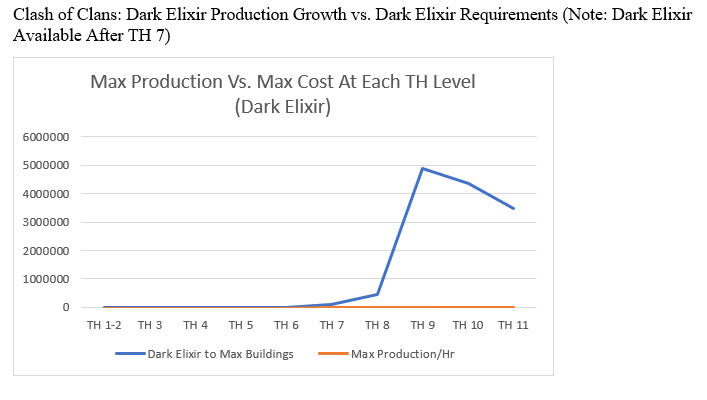 Clash of Clans: Dark Elixir Production Growth vs. Dark Elixir Requirements (Note: Dark Elixir
Available After TH 7)
Max Production Vs. Max Cost At Each TH Level
(Dark Elixir)
6000000
5000000
4000000
3000000
2000000
1000000
0
TH 1-2 TH 3 TH 4 TH 5 TH 6 TH 7 TH 8 TH 9 TH 10 TH 11
Dark Elixir to Max Buildings Max Production/Hr